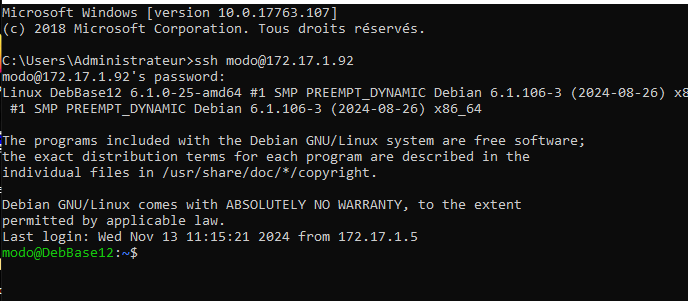 Microsoft Windows [version 10.0.17763.107]
(c) 2018 Microsoft Corporation. Tous droits réservés.
C:\Users\Administrateur>ssh modo@172.17.1.92
modo@172.17.1.92's password:
Linux DebBase12 6.1.0-25-amd64 #1 SMP PREEMPT_DYNAMIC Debian 6.1.106-3 (2024-08-26) x8
#1 SMP PREEMPT_DYNAMIC Debian 6.1.106-3 (2024-08-26) x86_64
The programs included with the Debian GNU/Linux system are free software;
the exact distribution terms for each program are described in the
individual files in /usr/share/doc/*/copyright.
Debian GNU/Linux comes with ABSOLUTELY NO WARRANTY, to the extent
permitted by applicable law.
Last login: Wed Nov 13 11:15:21 2024 from 172.17.1.5
modo@DebBase12:~$